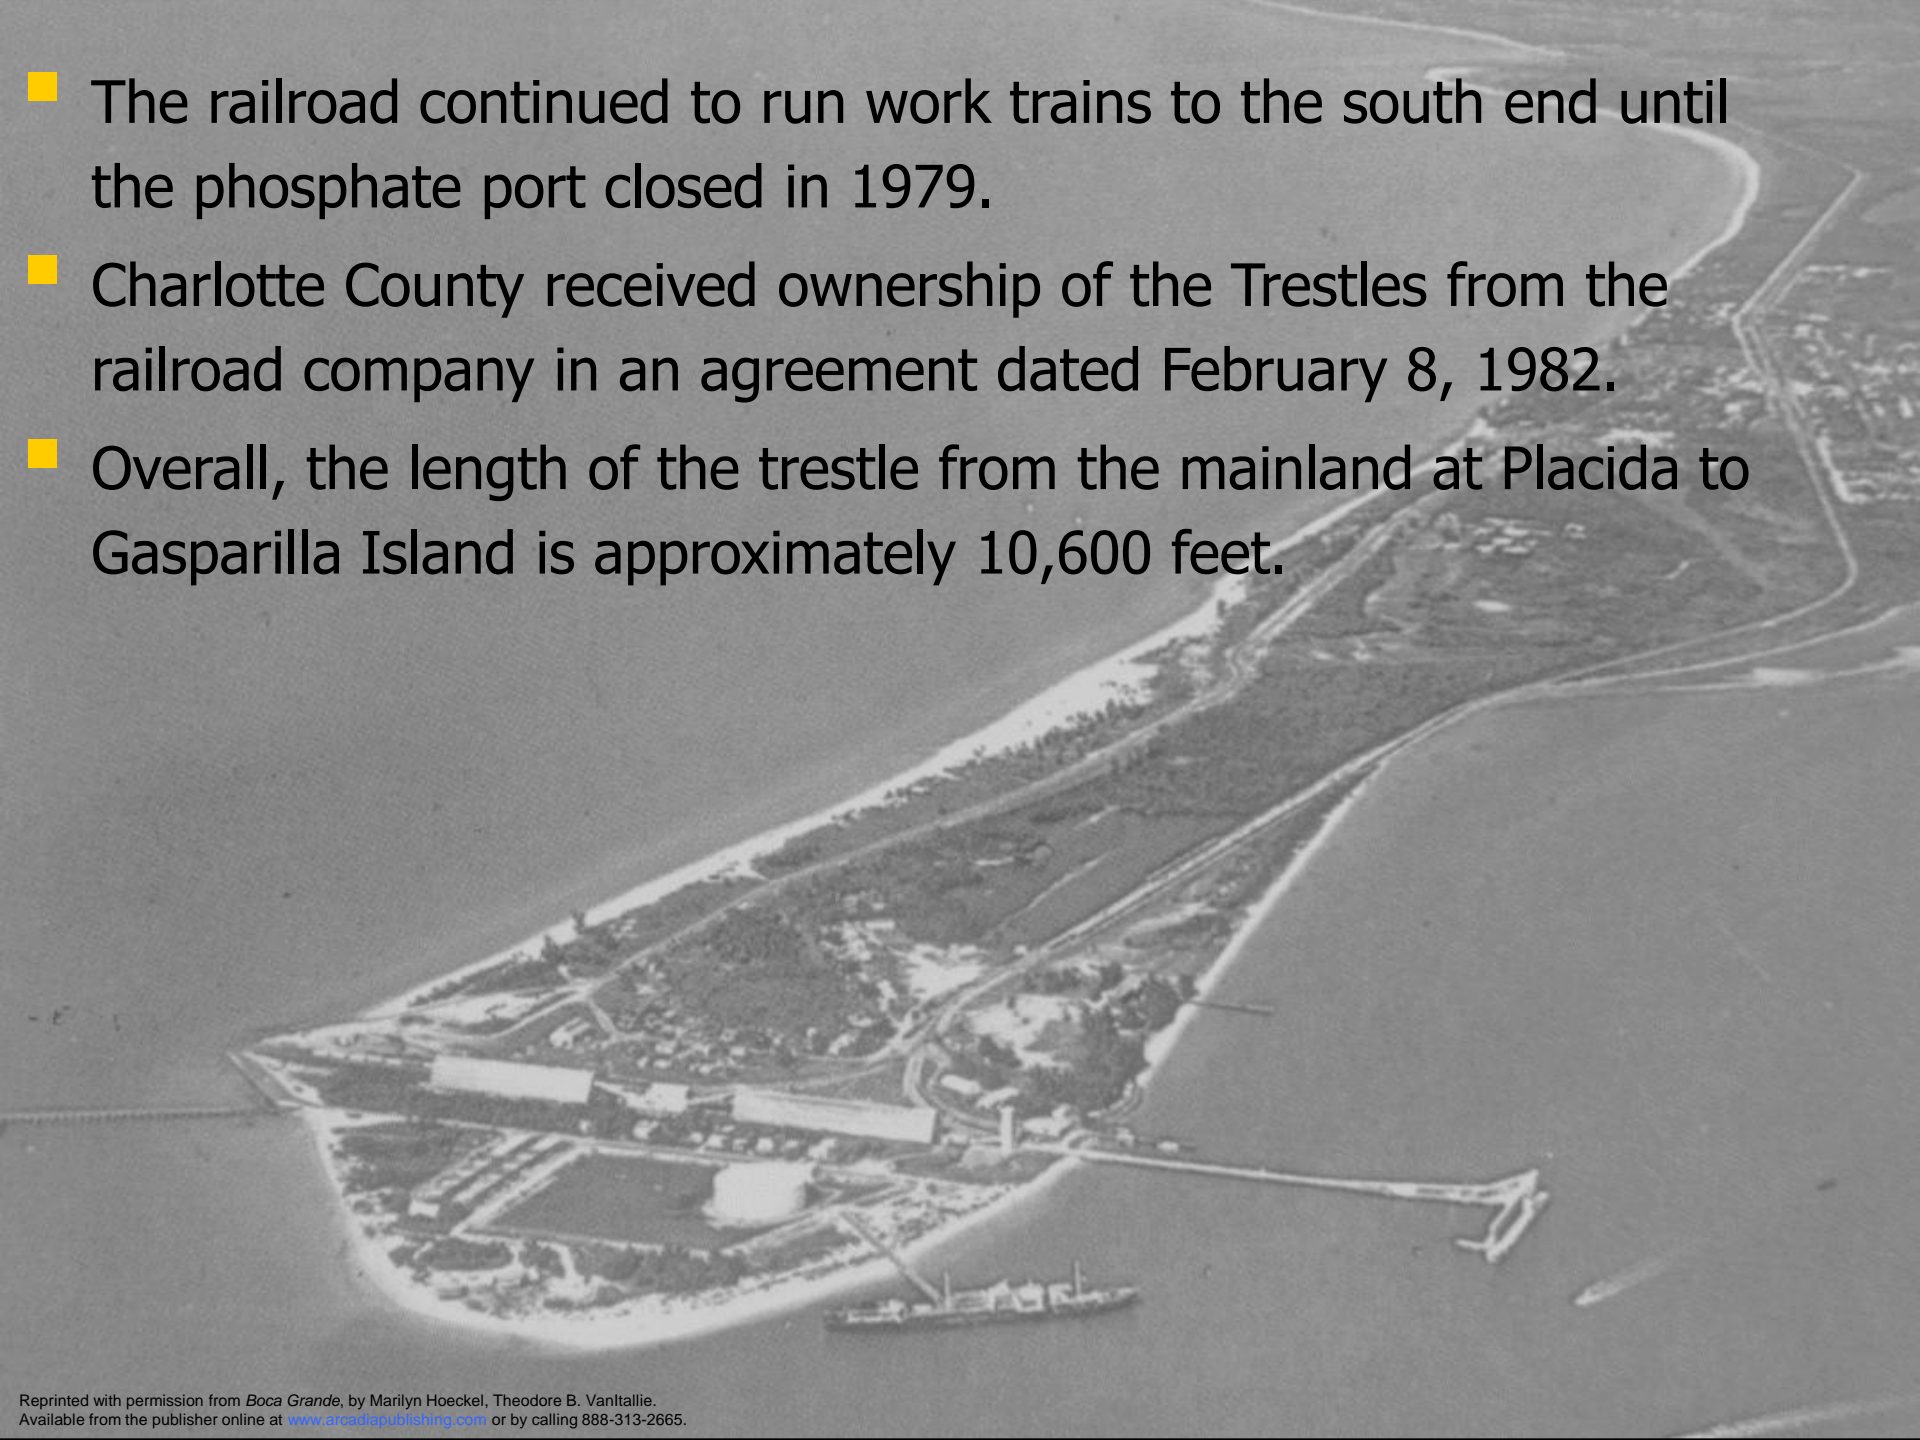 The railroad continued to run work trains to the south end until
the phosphate port closed in 1979.
Charlotte County received ownership of the Trestles from the
railroad company in an agreement dated February 8, 1982.
Overall, the length of the trestle from the mainland at Placida to
Gasparilla Island is approximately 10,600 feet.
Reprinted with permission from Boca Grande, by Marilyn Hoeckel, Theodore B. VanItallie.
Available from the publisher online at www.arcadiapublishing.com or by calling 888-313-2665.